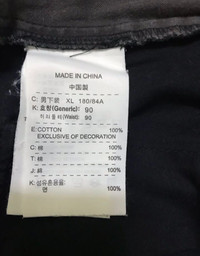 MADE IN CHINA
中国製
C: 男下装 XL 180/84A
K: 호칭(Generic): 90
허리둘레(Waist): 90
E:COTTON 100%
EXCLUSIVE OF DECORATION
C: 棉 100%
T: 棉 100%
J: 綿 100%
K: 섬유혼용률:
면 100%